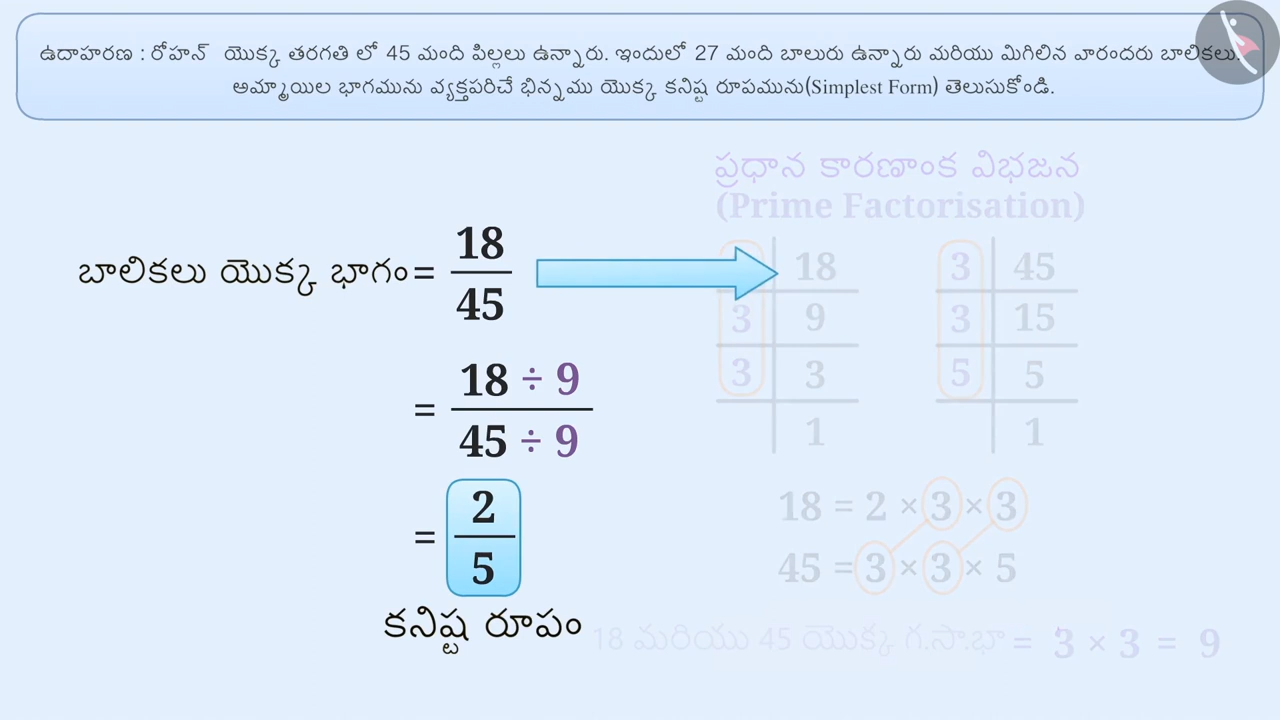 ఉదాహరణ : రోహన్ యొక్క తరగతి లో 45 మంది పిల్లలు ఉన్నారు. ఇందులో 27 మంది బాలురు ఉన్నారు మరియు మిగిలిన వారందరు బాలికలు.
అమ్మాయిల భాగమును వ్యక్తపరిచే భిన్నము యొక్క కనిష్ట రూపమును(Simplest Form) తెలుసుకోండి.
ప్రధాన కారణాంక విభజన
(Prime Factorisation)
బాలికలు యొక్క భాగం = 18/45
= 18 ÷ 9 / 45 ÷ 9
= 2/5
కనిష్ట రూపం
18 3 45
3 9 3 15
3 3 5 5
1 1
18 = 2 × 3 × 3
45 = 3 × 3 × 5
18 మరియు 45 యొక్క గ.సా.భా = 3 × 3 = 9